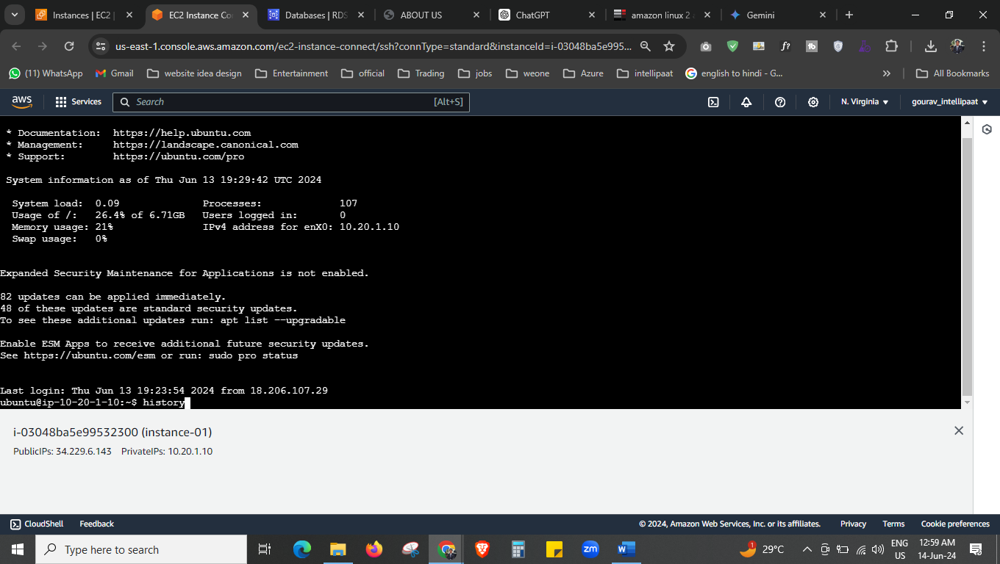 Instances | EC2 |
EC2 Instance Co
Databases | RDS
ABOUT US
ChatGPT
amazon linux 2 a
Gemini
us-east-1.console.aws.amazon.com/ec2-instance-connect/ssh?connType=standard&instanceId=i-03048ba5e995...
(11) WhatsApp
Gmail
website idea design
Entertainment
official
Trading
jobs
weone
Azure
intellipaat
english to hindi - G...
All Bookmarks
aws
Services
Search
[Alt+S]
N. Virginia
gourav_intellipaat
* Documentation: https://help.ubuntu.com
* Management: https://landscape.canonical.com
* Support: https://ubuntu.com/pro
System information as of Thu Jun 13 19:29:42 UTC 2024
System load: 0.09 Processes: 107
Usage of /: 26.4% of 6.71GB Users logged in: 0
Memory usage: 21% IPv4 address for enX0: 10.20.1.10
Swap usage: 0%
Expanded Security Maintenance for Applications is not enabled.
82 updates can be applied immediately.
48 of these updates are standard security updates.
To see these additional updates run: apt list --upgradable
Enable ESM Apps to receive additional future security updates.
See https://ubuntu.com/esm or run: sudo pro status
Last login: Thu Jun 13 19:23:54 2024 from 18.206.107.29
ubuntu@ip-10-20-1-10:~$ history
i-03048ba5e99532300 (instance-01)
PublicIPs: 34.229.6.143 PrivateIPs: 10.20.1.10
CloudShell
Feedback
© 2024, Amazon Web Services, Inc. or its affiliates.
Privacy
Terms
Cookie preferences
Type here to search
zm
1
29°C
ENG
US
12:59 AM
14-Jun-24